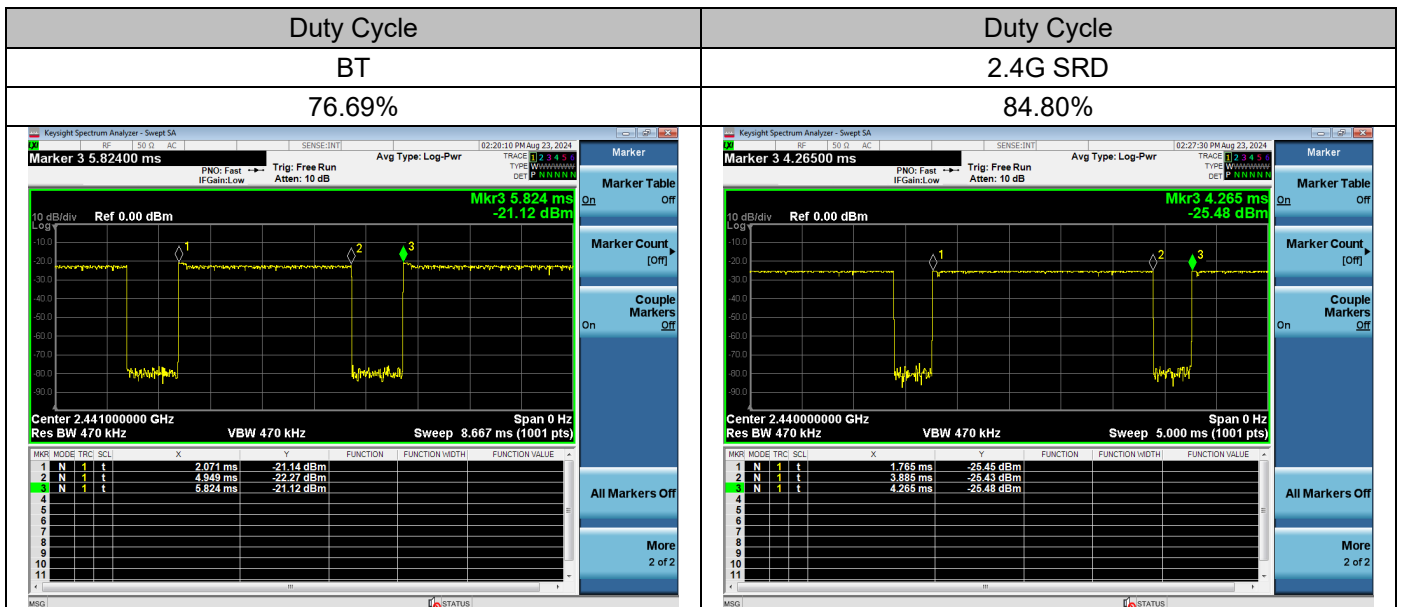 Duty Cycle Duty Cycle
BT 2.4G SRD
76.69% 84.80%
Keysight Spectrum Analyzer - Swept SA
RF 50 Ω AC SENSE:INT 02:20:10 PM Aug 23, 2024
Marker 3 5.82400 ms
PNO: Fast
IFGain:Low
Trig: Free Run
Atten: 10 dB
Avg Type: Log-Pwr
TRACE 1 2 3 4 5 6
TYPE WWWWWW
DET P NNNNN
Mkr3 5.824 ms
-21.12 dBm
10 dB/div Ref 0.00 dBm
Log
-10.0
-20.0
-30.0
-40.0
-50.0
-60.0
-70.0
-80.0
-90.0
1
2
3
Center 2.441000000 GHz Span 0 Hz
Res BW 470 kHz VBW 470 kHz Sweep 8.667 ms (1001 pts)
MKR MODE TRC SCL X Y FUNCTION FUNCTION WIDTH FUNCTION VALUE
1 N 1 t 2.071 ms -21.14 dBm
2 N 1 t 4.949 ms -22.27 dBm
3 N 1 t 5.824 ms -21.12 dBm
4
5
6
7
8
9
10
11
MSG STATUS
Marker
Marker Table
On Off
Marker Count
[Off]
Couple
Markers
On Off
All Markers Off
More
2 of 2
Keysight Spectrum Analyzer - Swept SA
RF 50 Ω AC SENSE:INT 02:27:30 PM Aug 23, 2024
Marker 3 4.26500 ms
PNO: Fast
IFGain:Low
Trig: Free Run
Atten: 10 dB
Avg Type: Log-Pwr
TRACE 1 2 3 4 5 6
TYPE WWWWWW
DET P NNNNN
Mkr3 4.265 ms
-25.48 dBm
10 dB/div Ref 0.00 dBm
Log
-10.0
-20.0
-30.0
-40.0
-50.0
-60.0
-70.0
-80.0
-90.0
1
2
3
Center 2.440000000 GHz Span 0 Hz
Res BW 470 kHz VBW 470 kHz Sweep 5.000 ms (1001 pts)
MKR MODE TRC SCL X Y FUNCTION FUNCTION WIDTH FUNCTION VALUE
1 N 1 t 1.765 ms -25.45 dBm
2 N 1 t 3.885 ms -25.43 dBm
3 N 1 t 4.265 ms -25.48 dBm
4
5
6
7
8
9
10
11
MSG STATUS
Marker
Marker Table
On Off
Marker Count
[Off]
Couple
Markers
On Off
All Markers Off
More
2 of 2